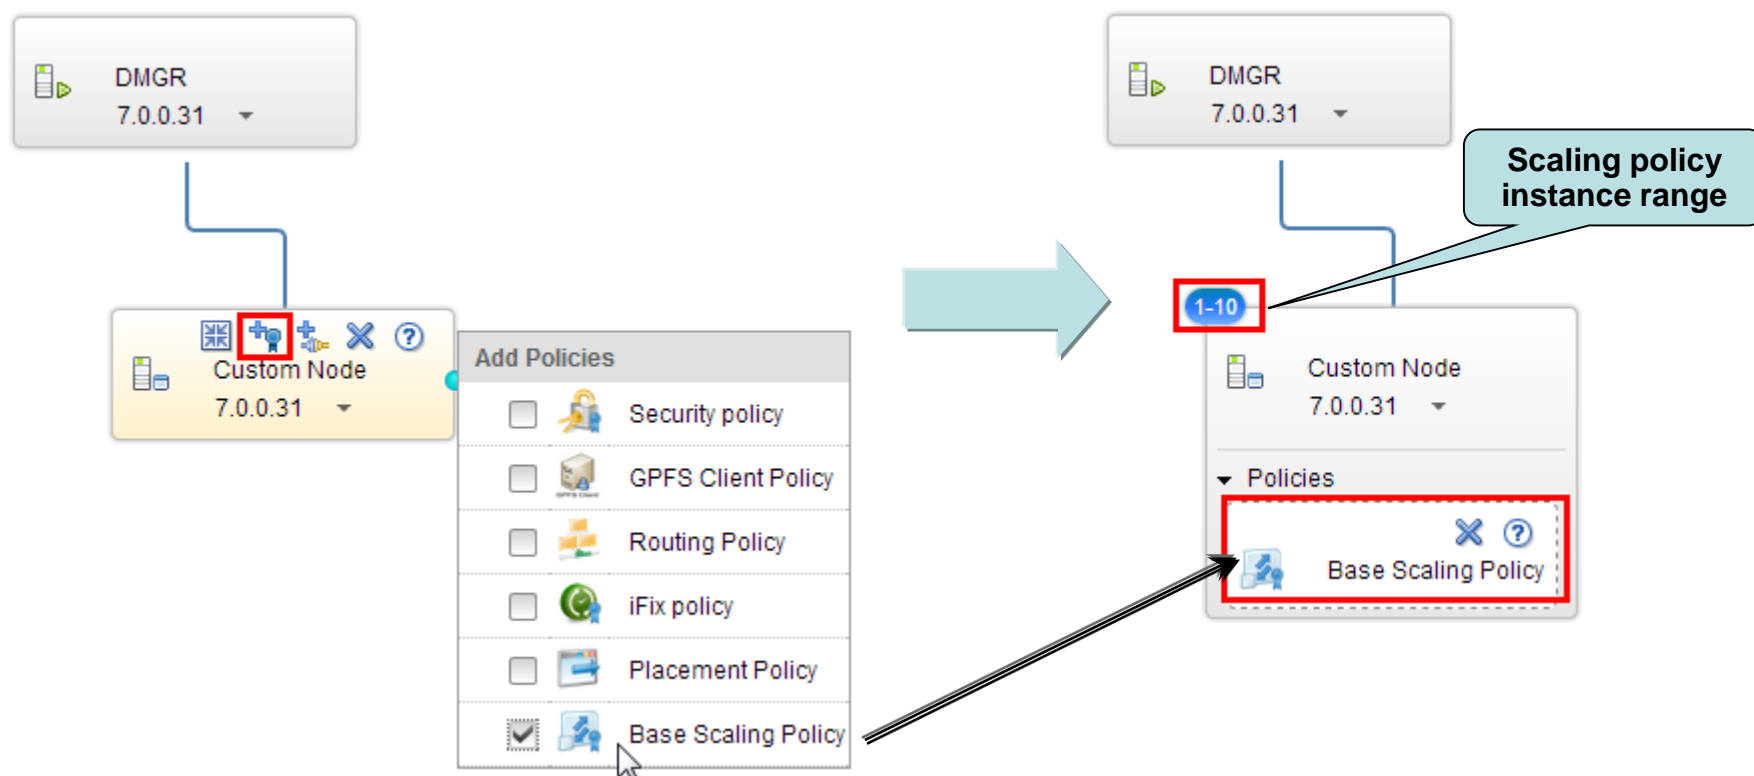 DMGR
7.0.0.31
Custom Node
7.0.0.31
Add Policies
Security policy
GPFS Client Policy
Routing Policy
iFix policy
Placement Policy
Base Scaling Policy
DMGR
7.0.0.31
Scaling policy
instance range
1-10
Custom Node
7.0.0.31
Policies
Base Scaling Policy